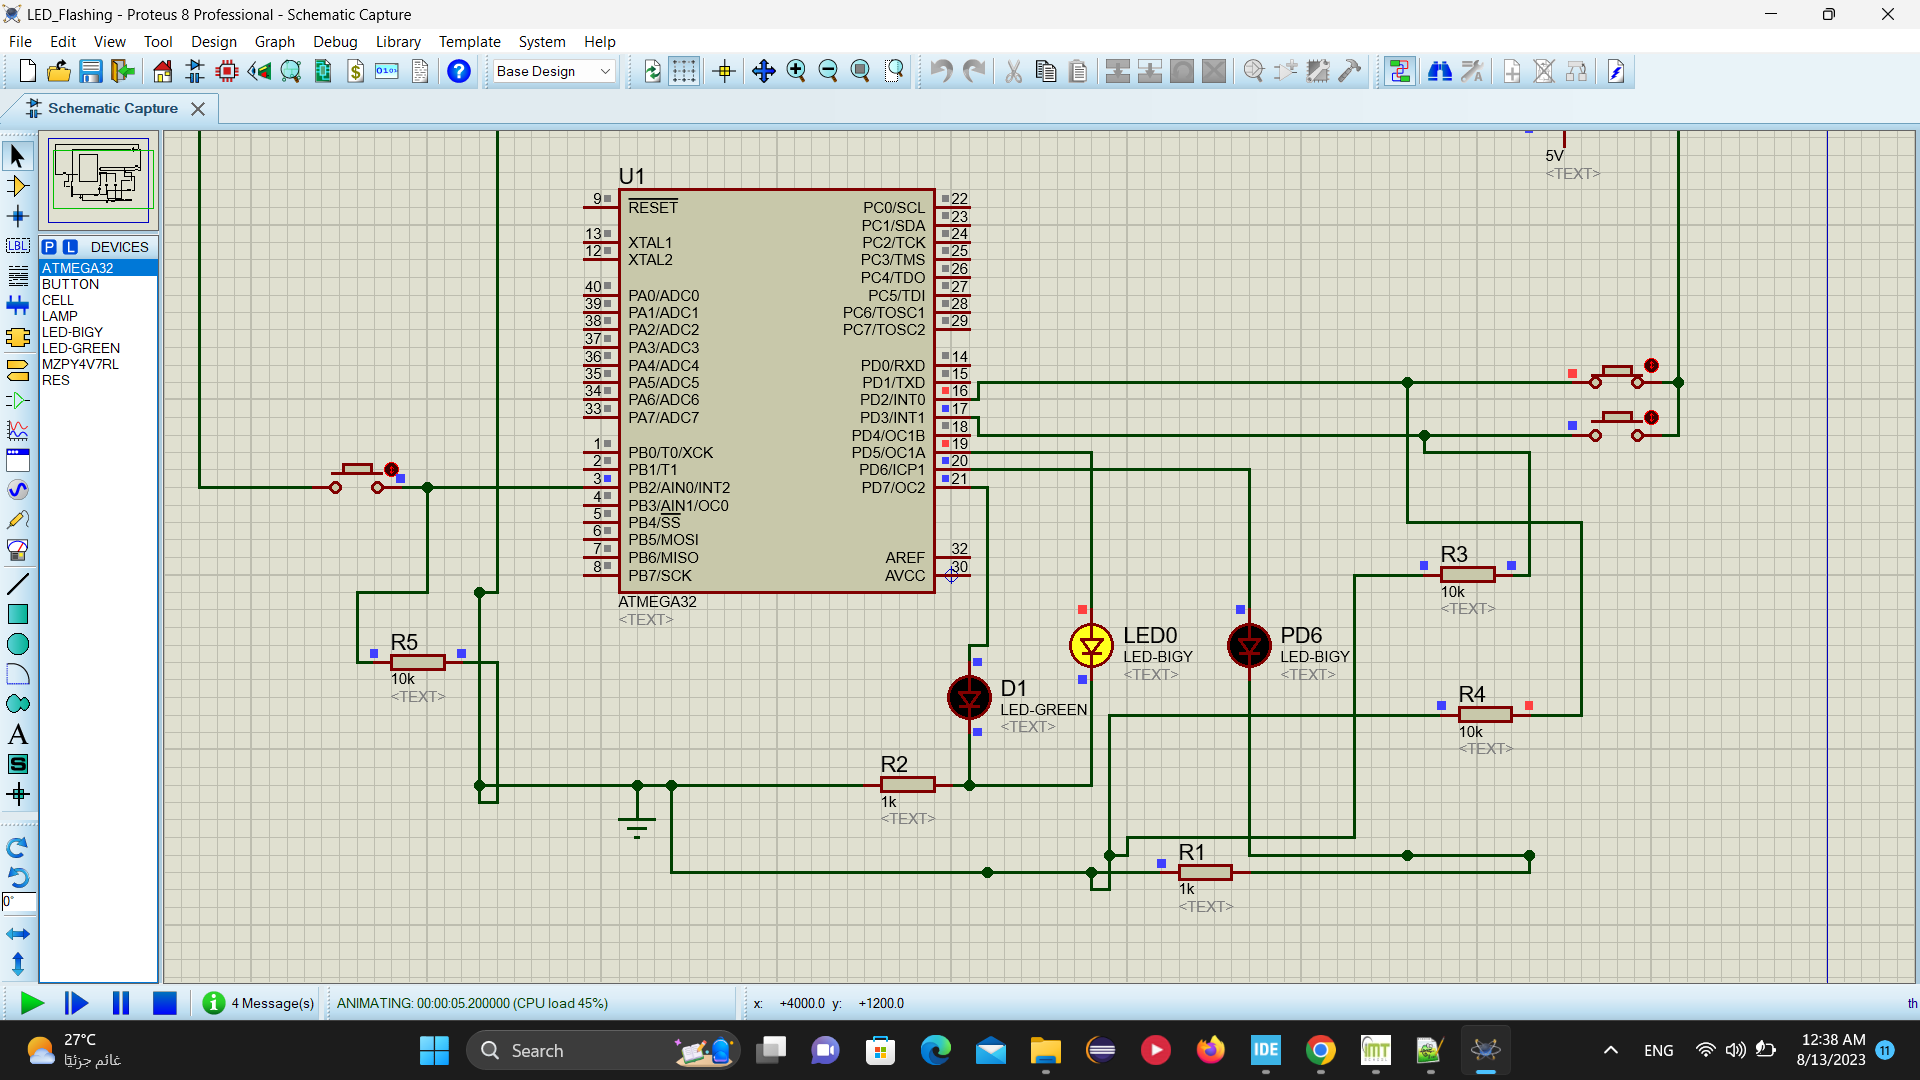 LED_Flashing - Proteus 8 Professional - Schematic Capture
File Edit View Tool Design Graph Debug Library Template System Help
Base Design
Schematic Capture
P L DEVICES
ATMEGA32
BUTTON
CELL
LAMP
LED-BIGY
LED-GREEN
MZPY4V7RL
RES
LBL
A
S
0°
5V
<TEXT>
U1
9 RESET
13 XTAL1
12 XTAL2
40 PA0/ADC0
39 PA1/ADC1
38 PA2/ADC2
37 PA3/ADC3
36 PA4/ADC4
35 PA5/ADC5
34 PA6/ADC6
33 PA7/ADC7
1 PB0/T0/XCK
2 PB1/T1
3 PB2/AIN0/INT2
4 PB3/AIN1/OC0
5 PB4/SS
6 PB5/MOSI
7 PB6/MISO
8 PB7/SCK
PC0/SCL 22
PC1/SDA 23
PC2/TCK 24
PC3/TMS 25
PC4/TDO 26
PC5/TDI 27
PC6/TOSC1 28
PC7/TOSC2 29
PD0/RXD 14
PD1/TXD 15
PD2/INT0 16
PD3/INT1 17
PD4/OC1B 18
PD5/OC1A 19
PD6/ICP1 20
PD7/OC2 21
AREF 32
AVCC 30
ATMEGA32
<TEXT>
R3
10k
<TEXT>
R5
10k
<TEXT>
LED0
LED-BIGY
<TEXT>
PD6
LED-BIGY
<TEXT>
D1
LED-GREEN
<TEXT>
R4
10k
<TEXT>
R2
1k
<TEXT>
R1
1k
<TEXT>
4 Message(s)
ANIMATING: 00:00:05.200000 (CPU load 45%)
x: +4000.0 y: +1200.0
th
27°C
غائم جزئيًا
Search
IDE
IMT
ENG
12:38 AM
8/13/2023
11